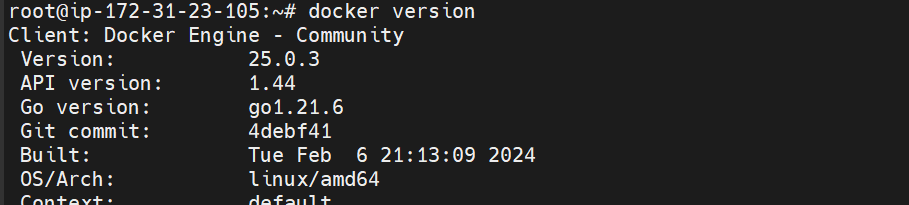 root@ip-172-31-23-105:~# docker version
Client: Docker Engine - Community
 Version:           25.0.3
 API version:       1.44
 Go version:        go1.21.6
 Git commit:        4debf41
 Built:             Tue Feb  6 21:13:09 2024
 OS/Arch:           linux/amd64
 Context:           default